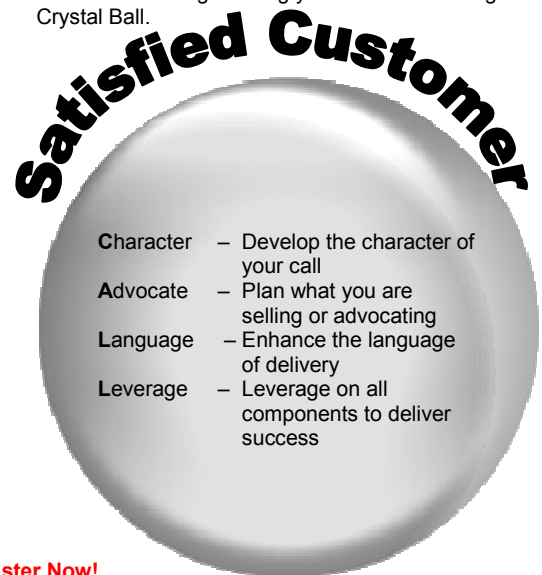 Crystal Ball.
Satisfied Customer
Character – Develop the character of
your call
Advocate – Plan what you are
selling or advocating
Language – Enhance the language
of delivery
Leverage – Leverage on all
components to deliver
success
ster Now!